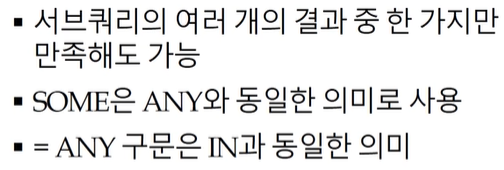 ▪ 서브쿼리의 여러 개의 결과 중 한 가지만
만족해도 가능
▪ SOME은 ANY와 동일한 의미로 사용
▪ = ANY 구문은 IN과 동일한 의미